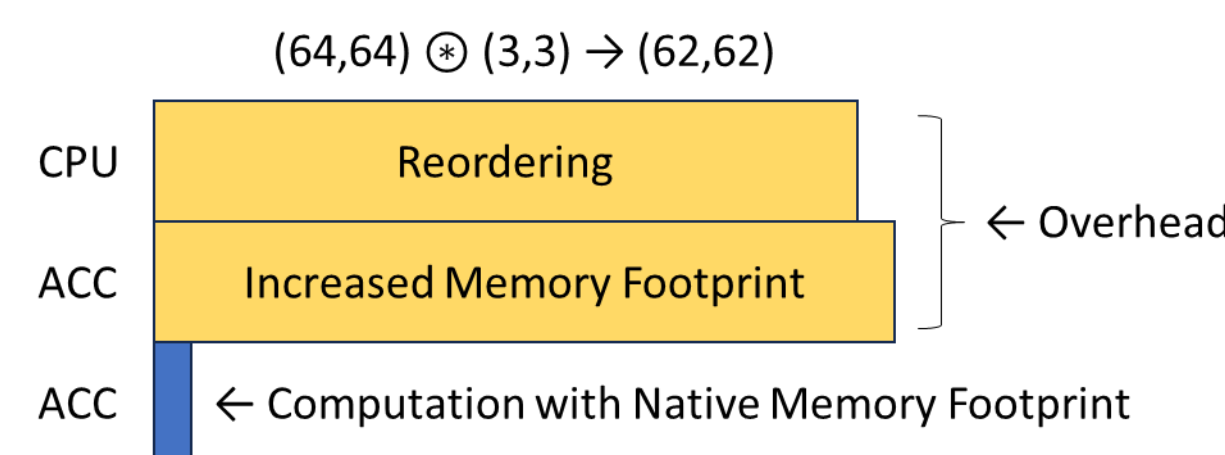 (64,64) ⊛ (3,3) → (62,62)
CPU Reordering
← Overhead
ACC Increased Memory Footprint
ACC ← Computation with Native Memory Footprint